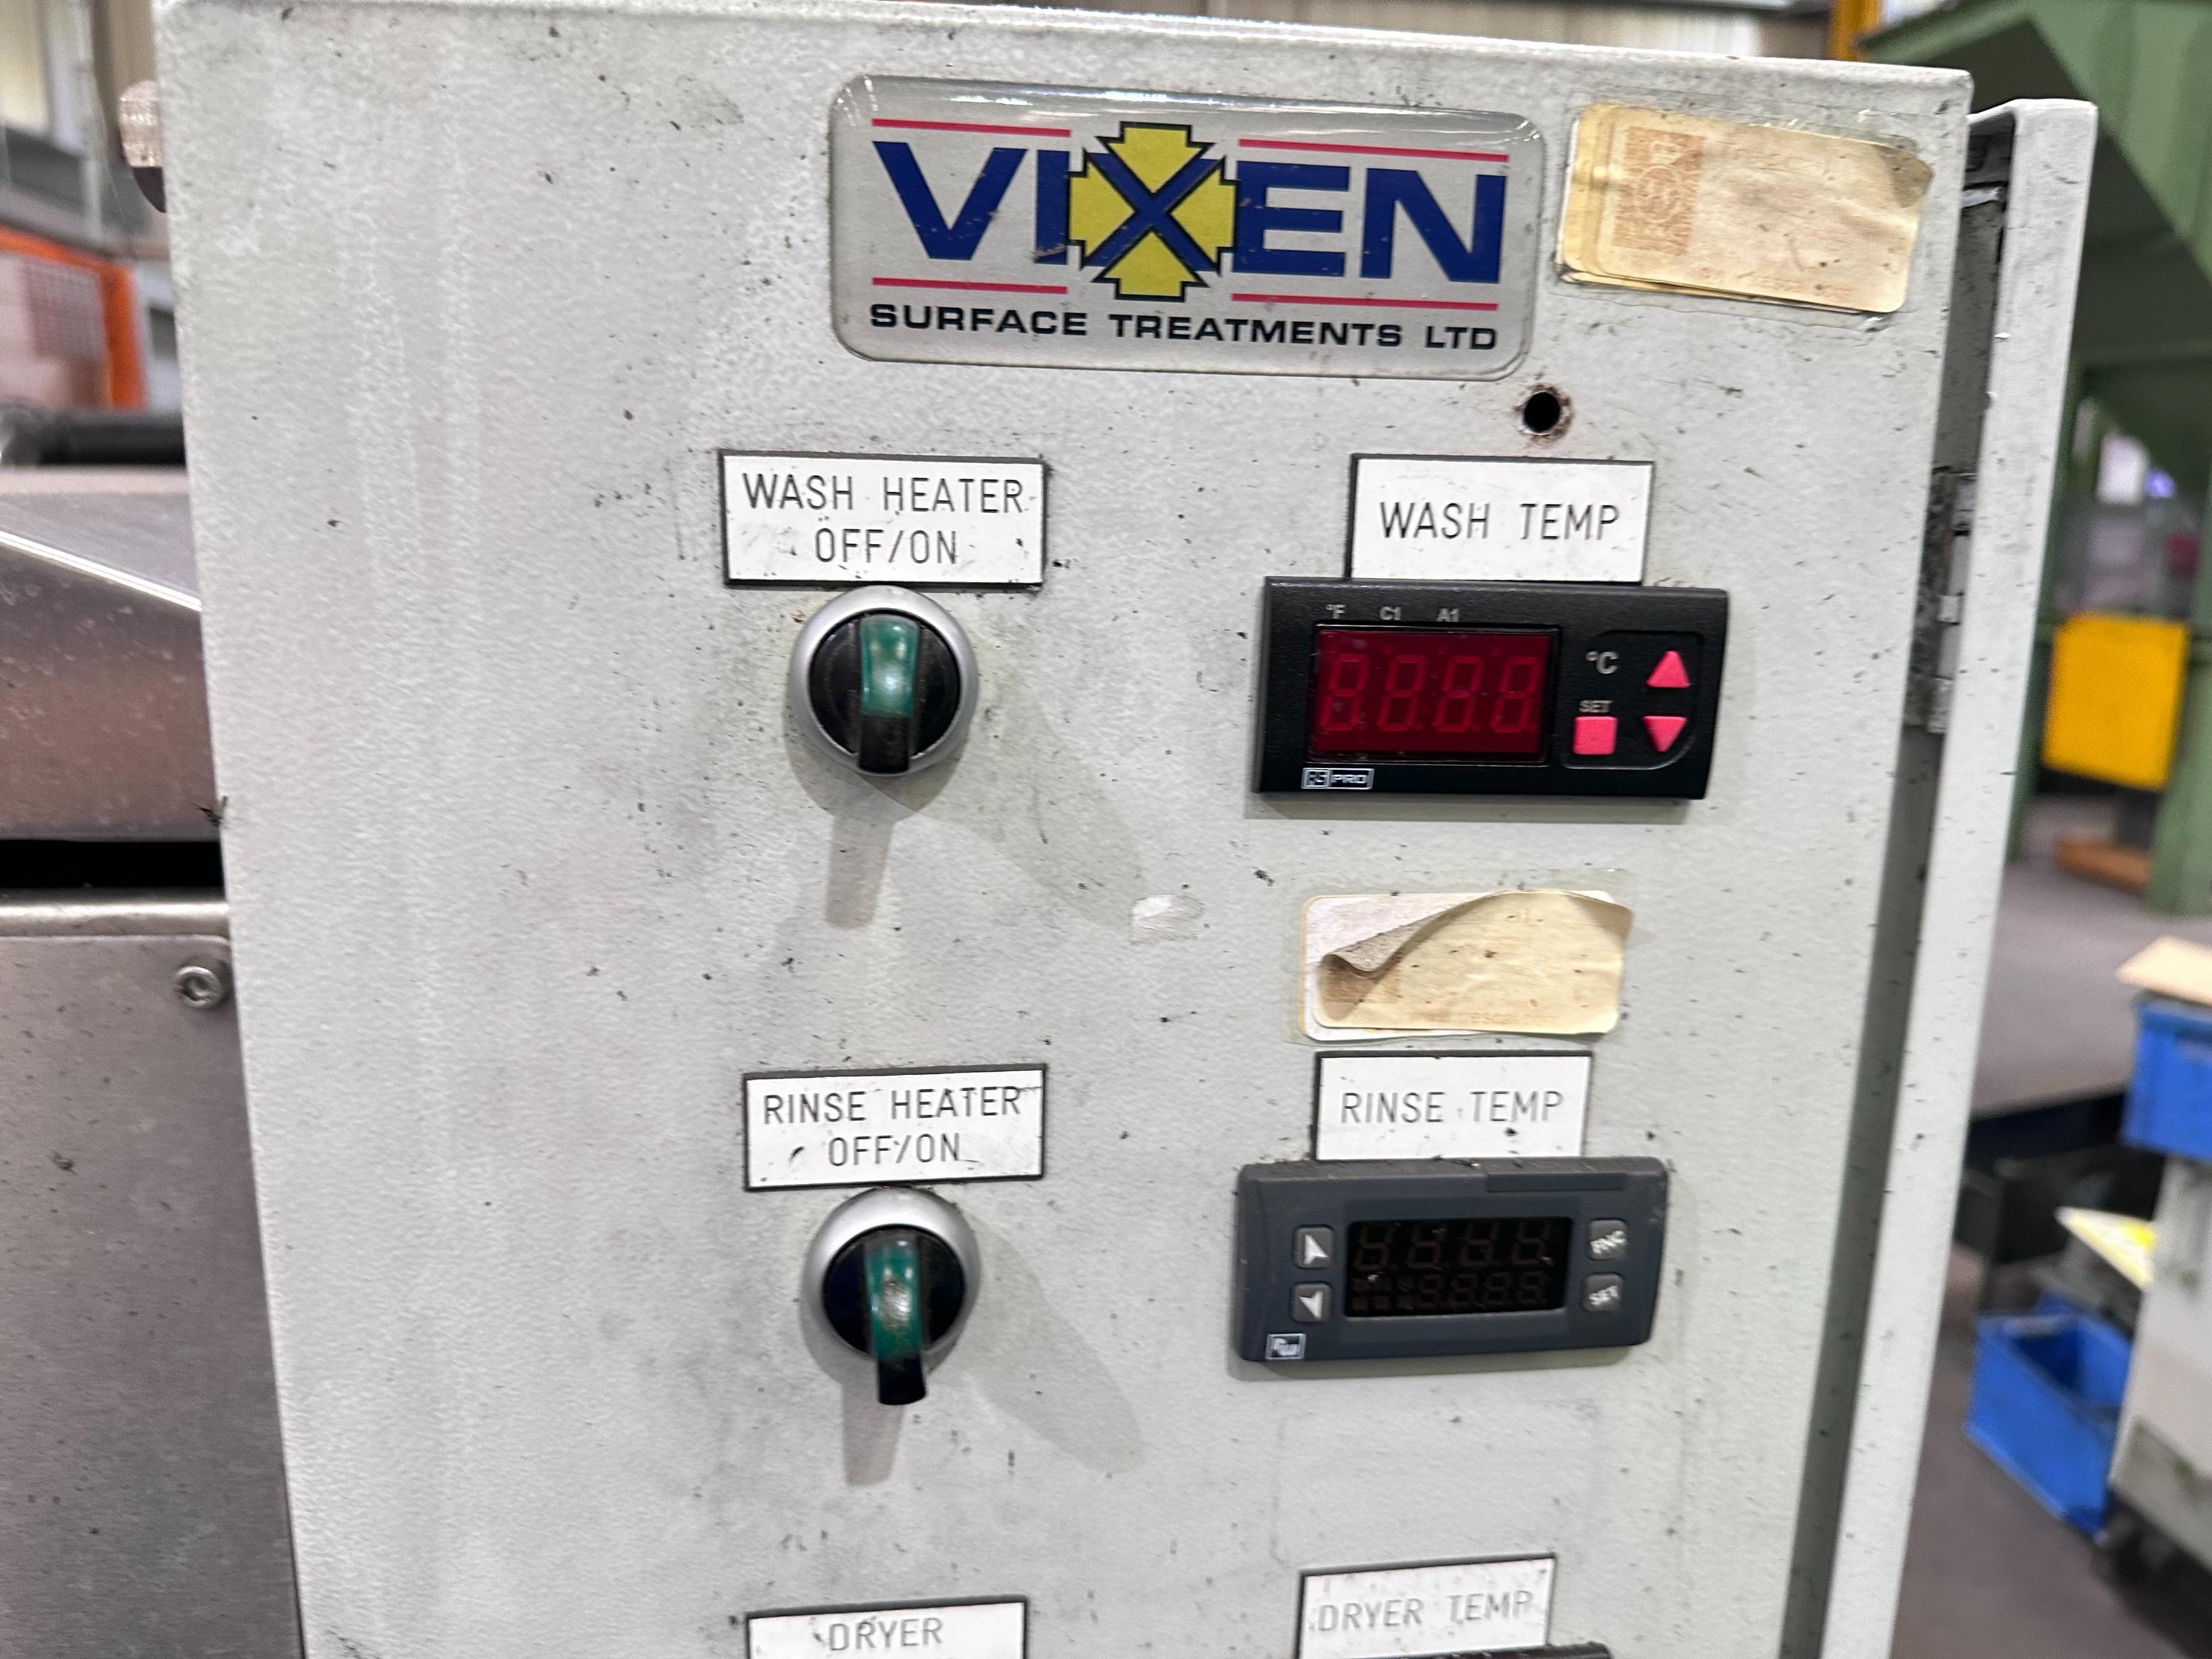 VIXEN
SURFACE TREATMENTS LTD
WASH HEATER
OFF/ON
WASH TEMP
°F C1 A1
°C
SET
RS PRO
RINSE HEATER
OFF/ON
RINSE TEMP
FNC
SET
DRYER
DRYER TEMP